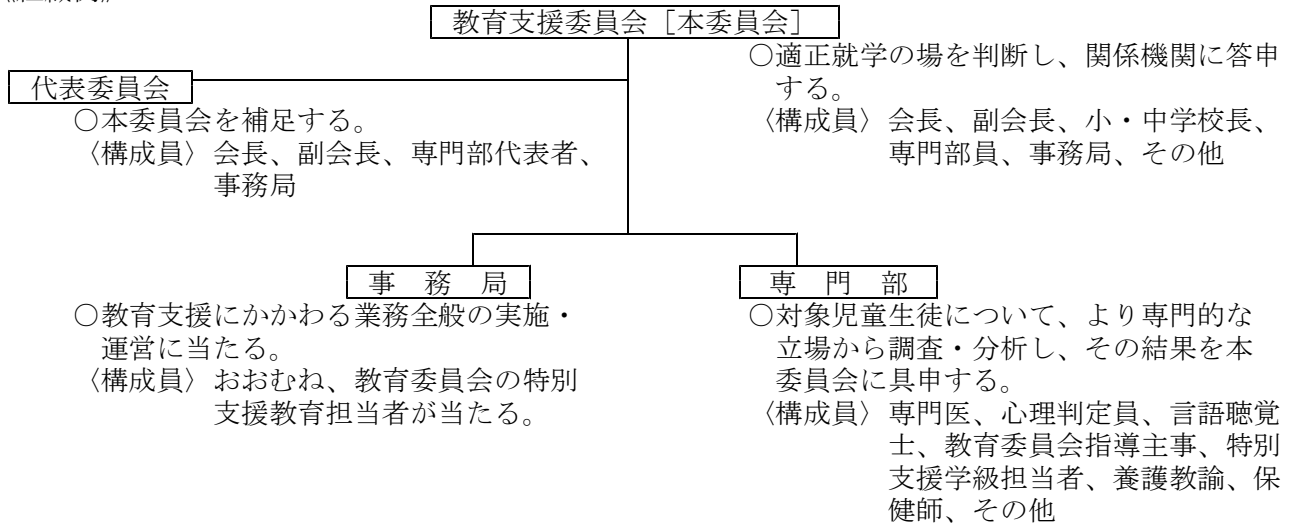 教育支援委員会［本委員会］
○適正就学の場を判断し、関係機関に答申
する。
〈構成員〉会長、副会長、小・中学校長、
専門部員、事務局、その他
代表委員会
○本委員会を補足する。
〈構成員〉会長、副会長、専門部代表者、
事務局
事　務　局
○教育支援にかかわる業務全般の実施・
運営に当たる。
〈構成員〉おおむね、教育委員会の特別
支援教育担当者が当たる。
専　門　部
○対象児童生徒について、より専門的な
立場から調査・分析し、その結果を本
委員会に具申する。
〈構成員〉専門医、心理判定員、言語聴覚
士、教育委員会指導主事、特別
支援学級担当者、養護教諭、保
健師、その他